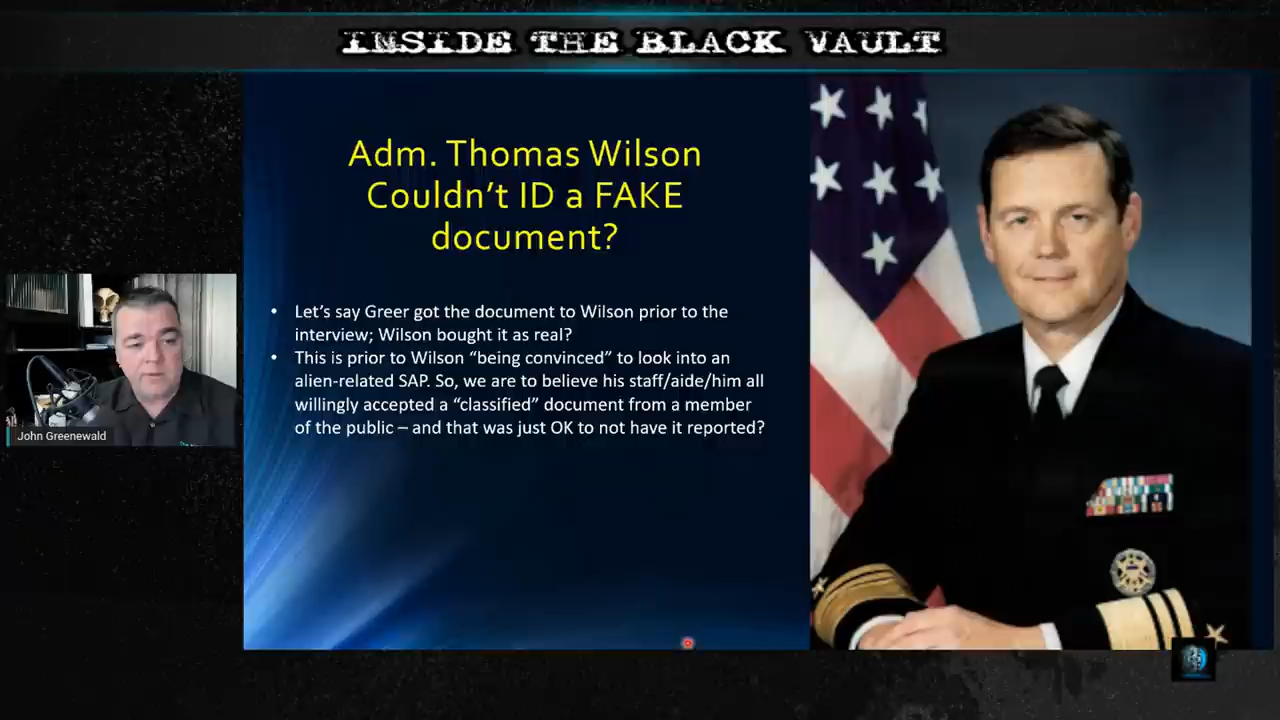 INSIDE THE BLACK VAULT
Adm. Thomas Wilson
Couldn't ID a FAKE
document?
• Let's say Greer got the document to Wilson prior to the
interview; Wilson bought it as real?
• This is prior to Wilson “being convinced” to look into an
alien-related SAP. So, we are to believe his staff/aide/him all
willingly accepted a “classified” document from a member
of the public – and that was just OK to not have it reported?
John Greenewald